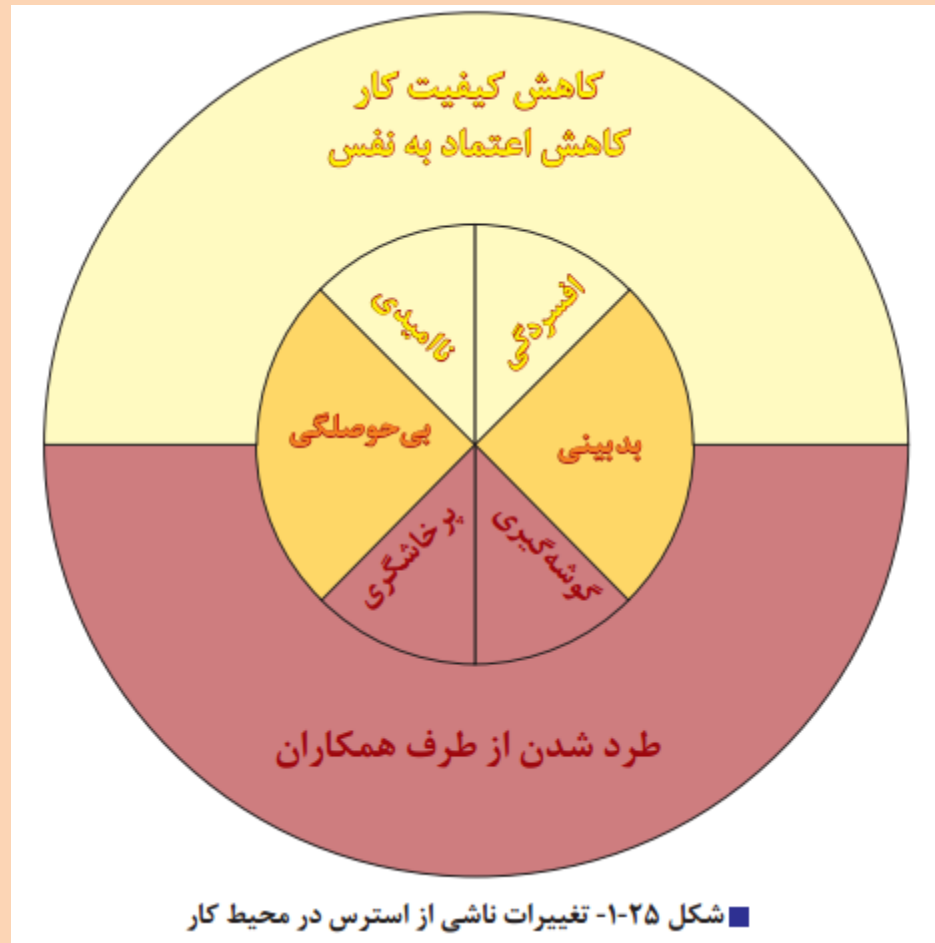 کاهش کیفیت کار
کاهش اعتماد به نفس
افسردگی
ناامیدی
بدبینی
بی‌حوصلگی
گوشه‌گیری
پرخاشگری
طرد شدن از طرف همکاران
شکل ۲۵-۱- تغییرات ناشی از استرس در محیط کار